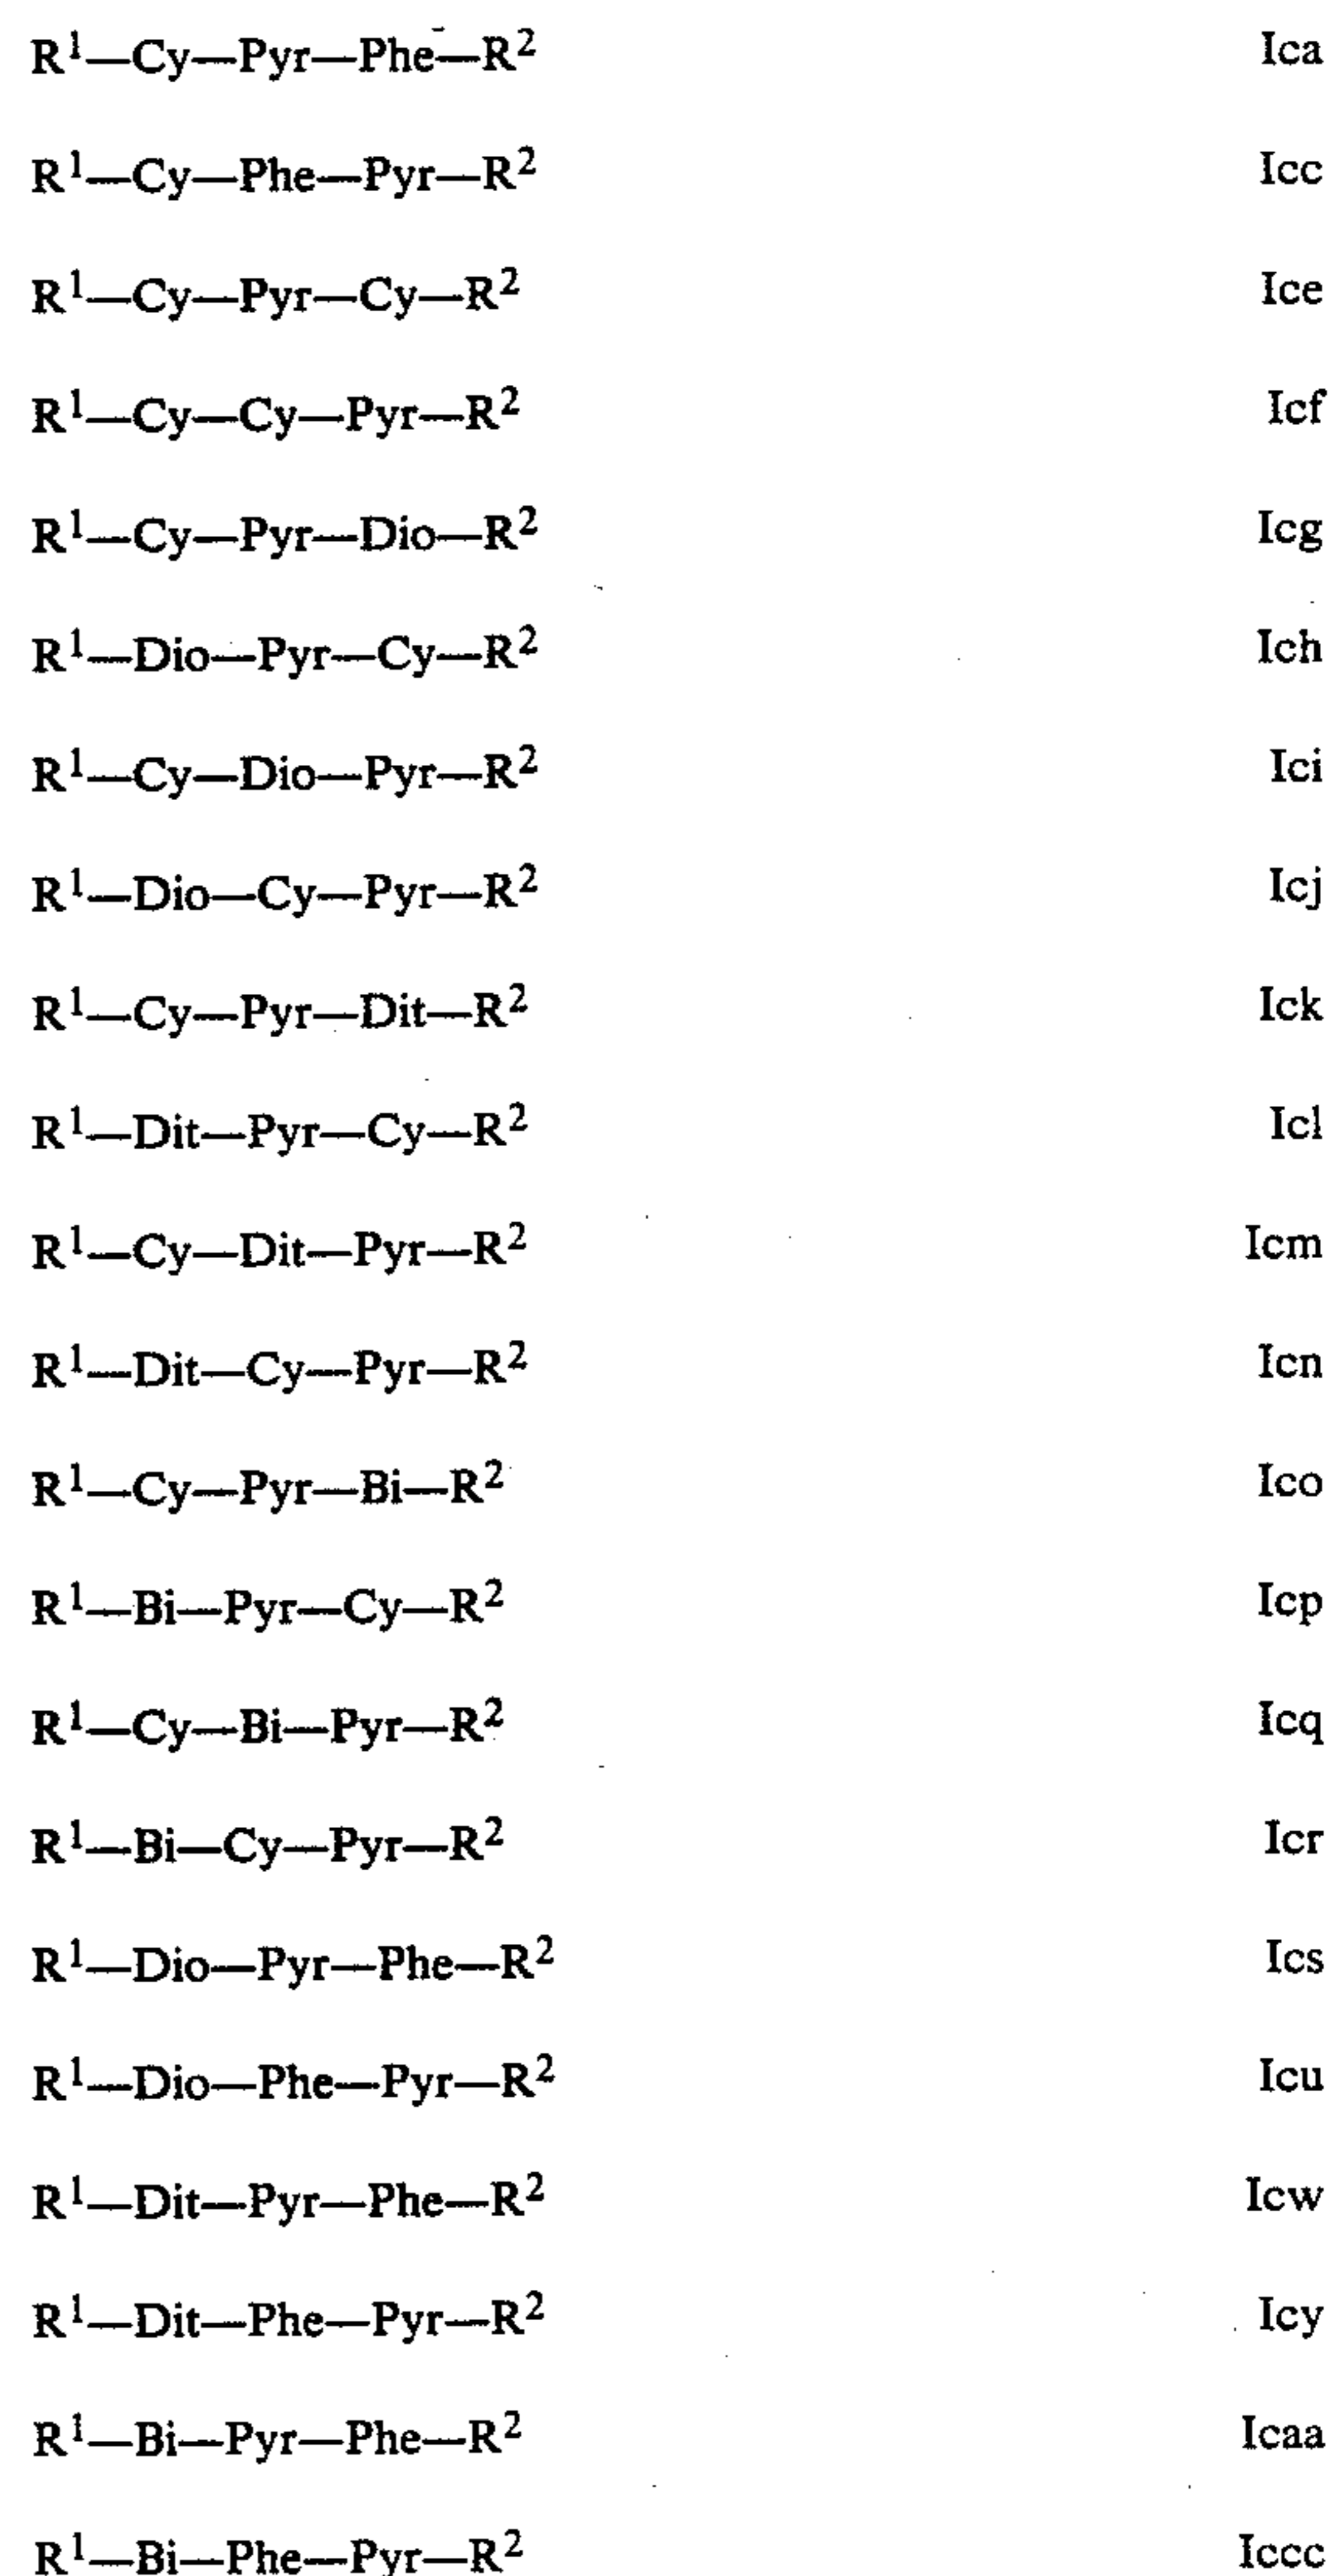 R¹—Cy—Pyr—Phe—R² Ica
R¹—Cy—Phe—Pyr—R² Icc
R¹—Cy—Pyr—Cy—R² Ice
R¹—Cy—Cy—Pyr—R² Icf
R¹—Cy—Pyr—Dio—R² Icg
R¹—Dio—Pyr—Cy—R² Ich
R¹—Cy—Dio—Pyr—R² Ici
R¹—Dio—Cy—Pyr—R² Icj
R¹—Cy—Pyr—Dit—R² Ick
R¹—Dit—Pyr—Cy—R² Icl
R¹—Cy—Dit—Pyr—R² Icm
R¹—Dit—Cy—Pyr—R² Icn
R¹—Cy—Pyr—Bi—R² Ico
R¹—Bi—Pyr—Cy—R² Icp
R¹—Cy—Bi—Pyr—R² Icq
R¹—Bi—Cy—Pyr—R² Icr
R¹—Dio—Pyr—Phe—R² Ics
R¹—Dio—Phe—Pyr—R² Icu
R¹—Dit—Pyr—Phe—R² Icw
R¹—Dit—Phe—Pyr—R² Icy
R¹—Bi—Pyr—Phe—R² Icaa
R¹—Bi—Phe—Pyr—R² Iccc